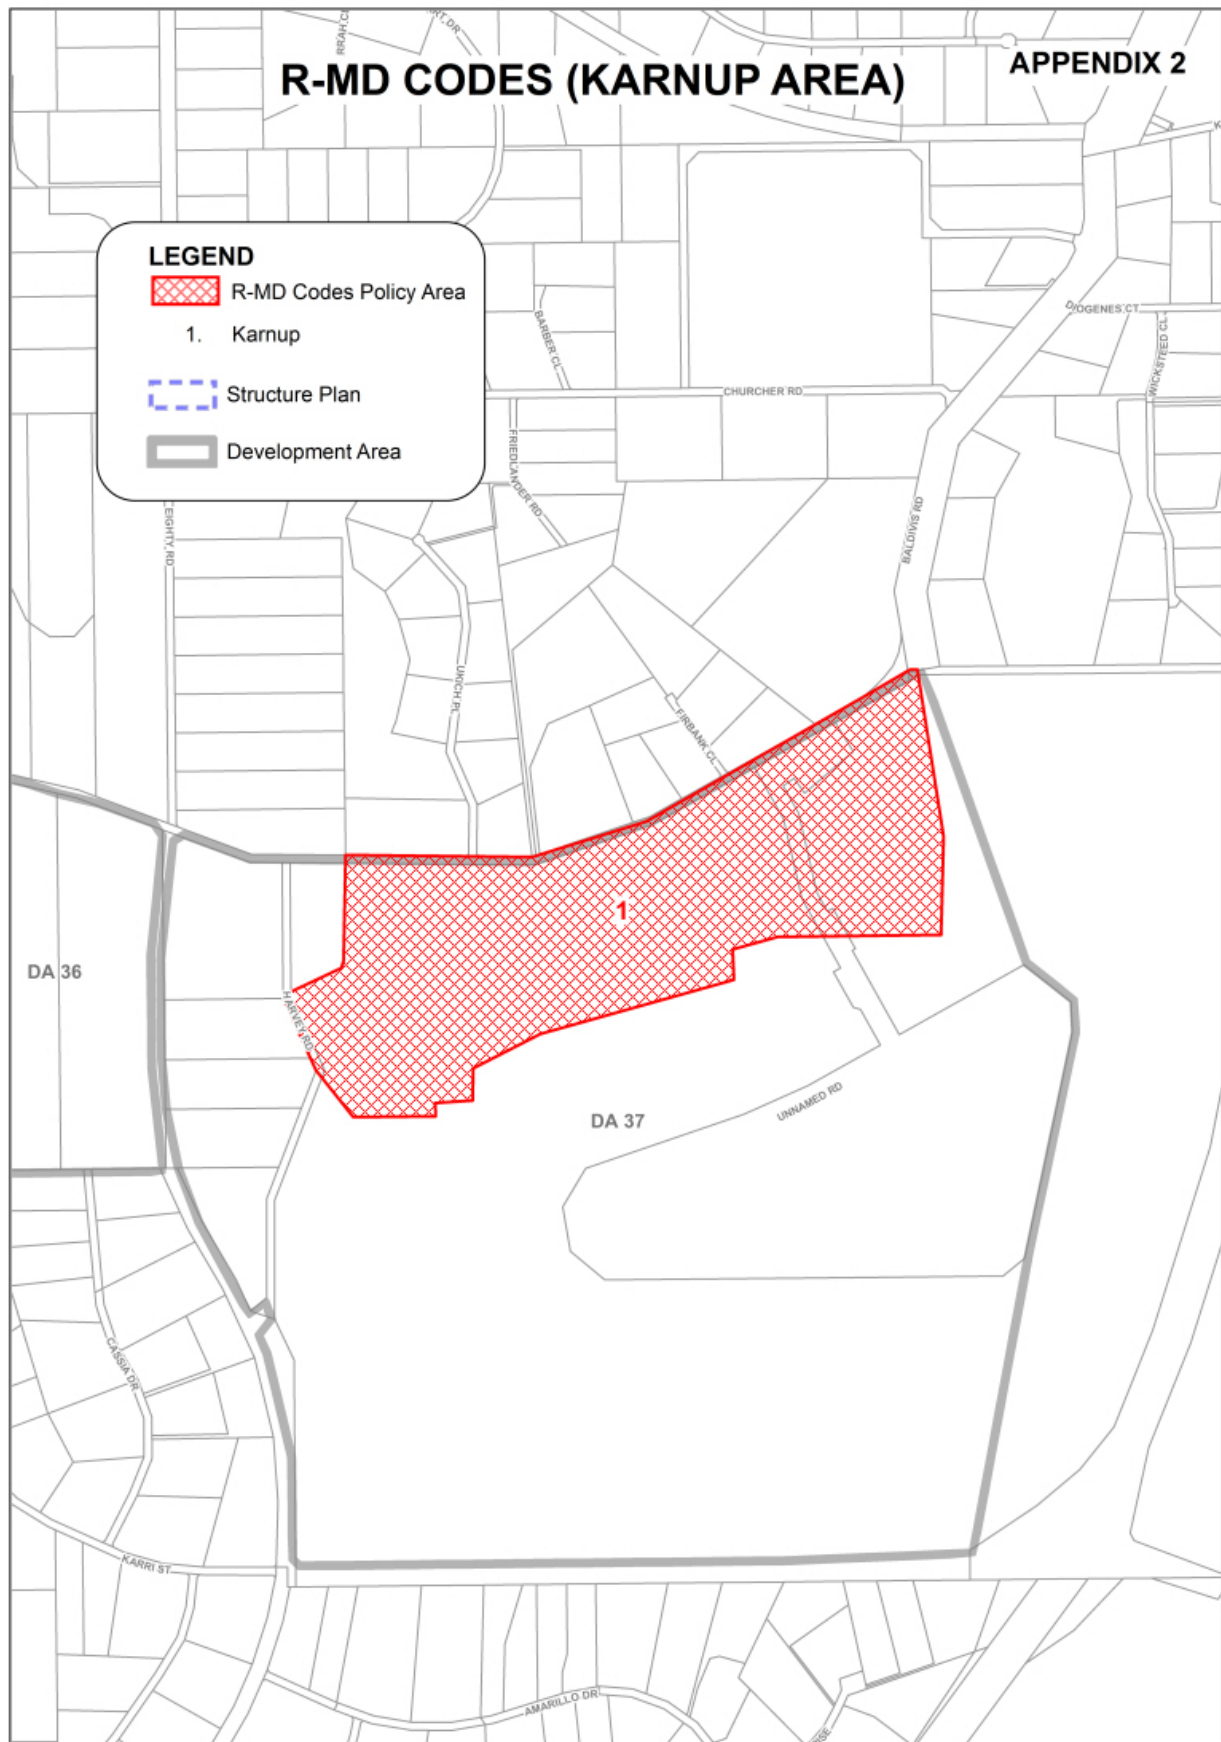 RT DR
R-MD CODES (KARNUP AREA)
APPENDIX 2
LEGEND
R-MD Codes Policy Area
1. Karnup
Structure Plan
Development Area
DIOGENES CT
BARBER CL
WICKSTEED CL
CHURCHER RD
FRIEDLANDER RD
EIGHTY RD
BALDIVIS RD
UKICH PL
FIRBANK CL
1
DA 36
HARVEY RD
UNNAMED RD
DA 37
CASSIA DR
KARRI ST
AMARILLO DR